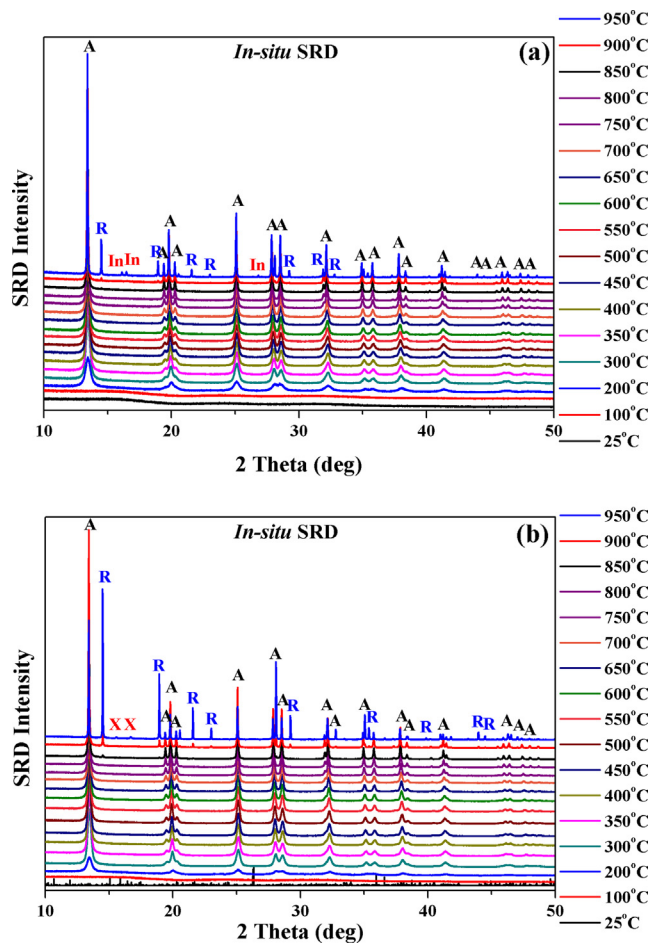 (a)
In-situ SRD
A
R
In In
R A A
A
R
R
A
In
A A
R
A
R
A A
A
A
A
A A A A
SRD Intensity
10 20 30 40 50
2 Theta (deg)
950°C
900°C
850°C
800°C
750°C
700°C
650°C
600°C
550°C
500°C
450°C
400°C
350°C
300°C
200°C
100°C
25°C
(b)
In-situ SRD
A
R
X X
R
A A
A
R
R
A
A
A
R
A
A
A
R
A
A
R
A
R R
A A A
SRD Intensity
10 20 30 40 50
2 Theta (deg)
950°C
900°C
850°C
800°C
750°C
700°C
650°C
600°C
550°C
500°C
450°C
400°C
350°C
300°C
200°C
100°C
25°C